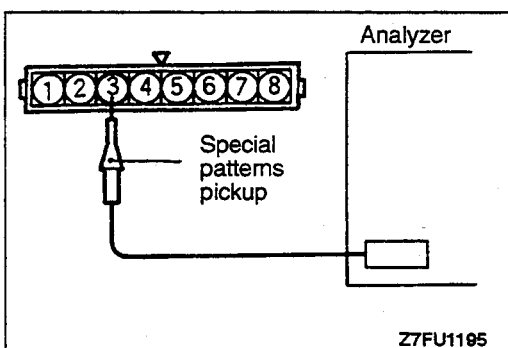 Analyzer
1 2 3 4 5 6 7 8
Special
patterns
pickup
Z7FU1195